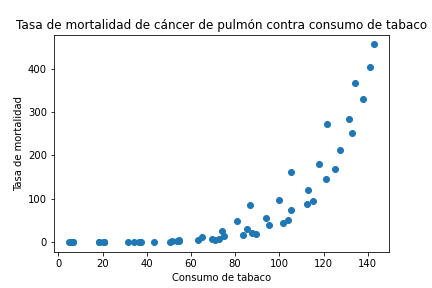 Tasa de mortalidad de cáncer de pulmón contra consumo de tabaco
400
300
200
100
0
Tasa de mortalidad
0 20 40 60 80 100 120 140
Consumo de tabaco